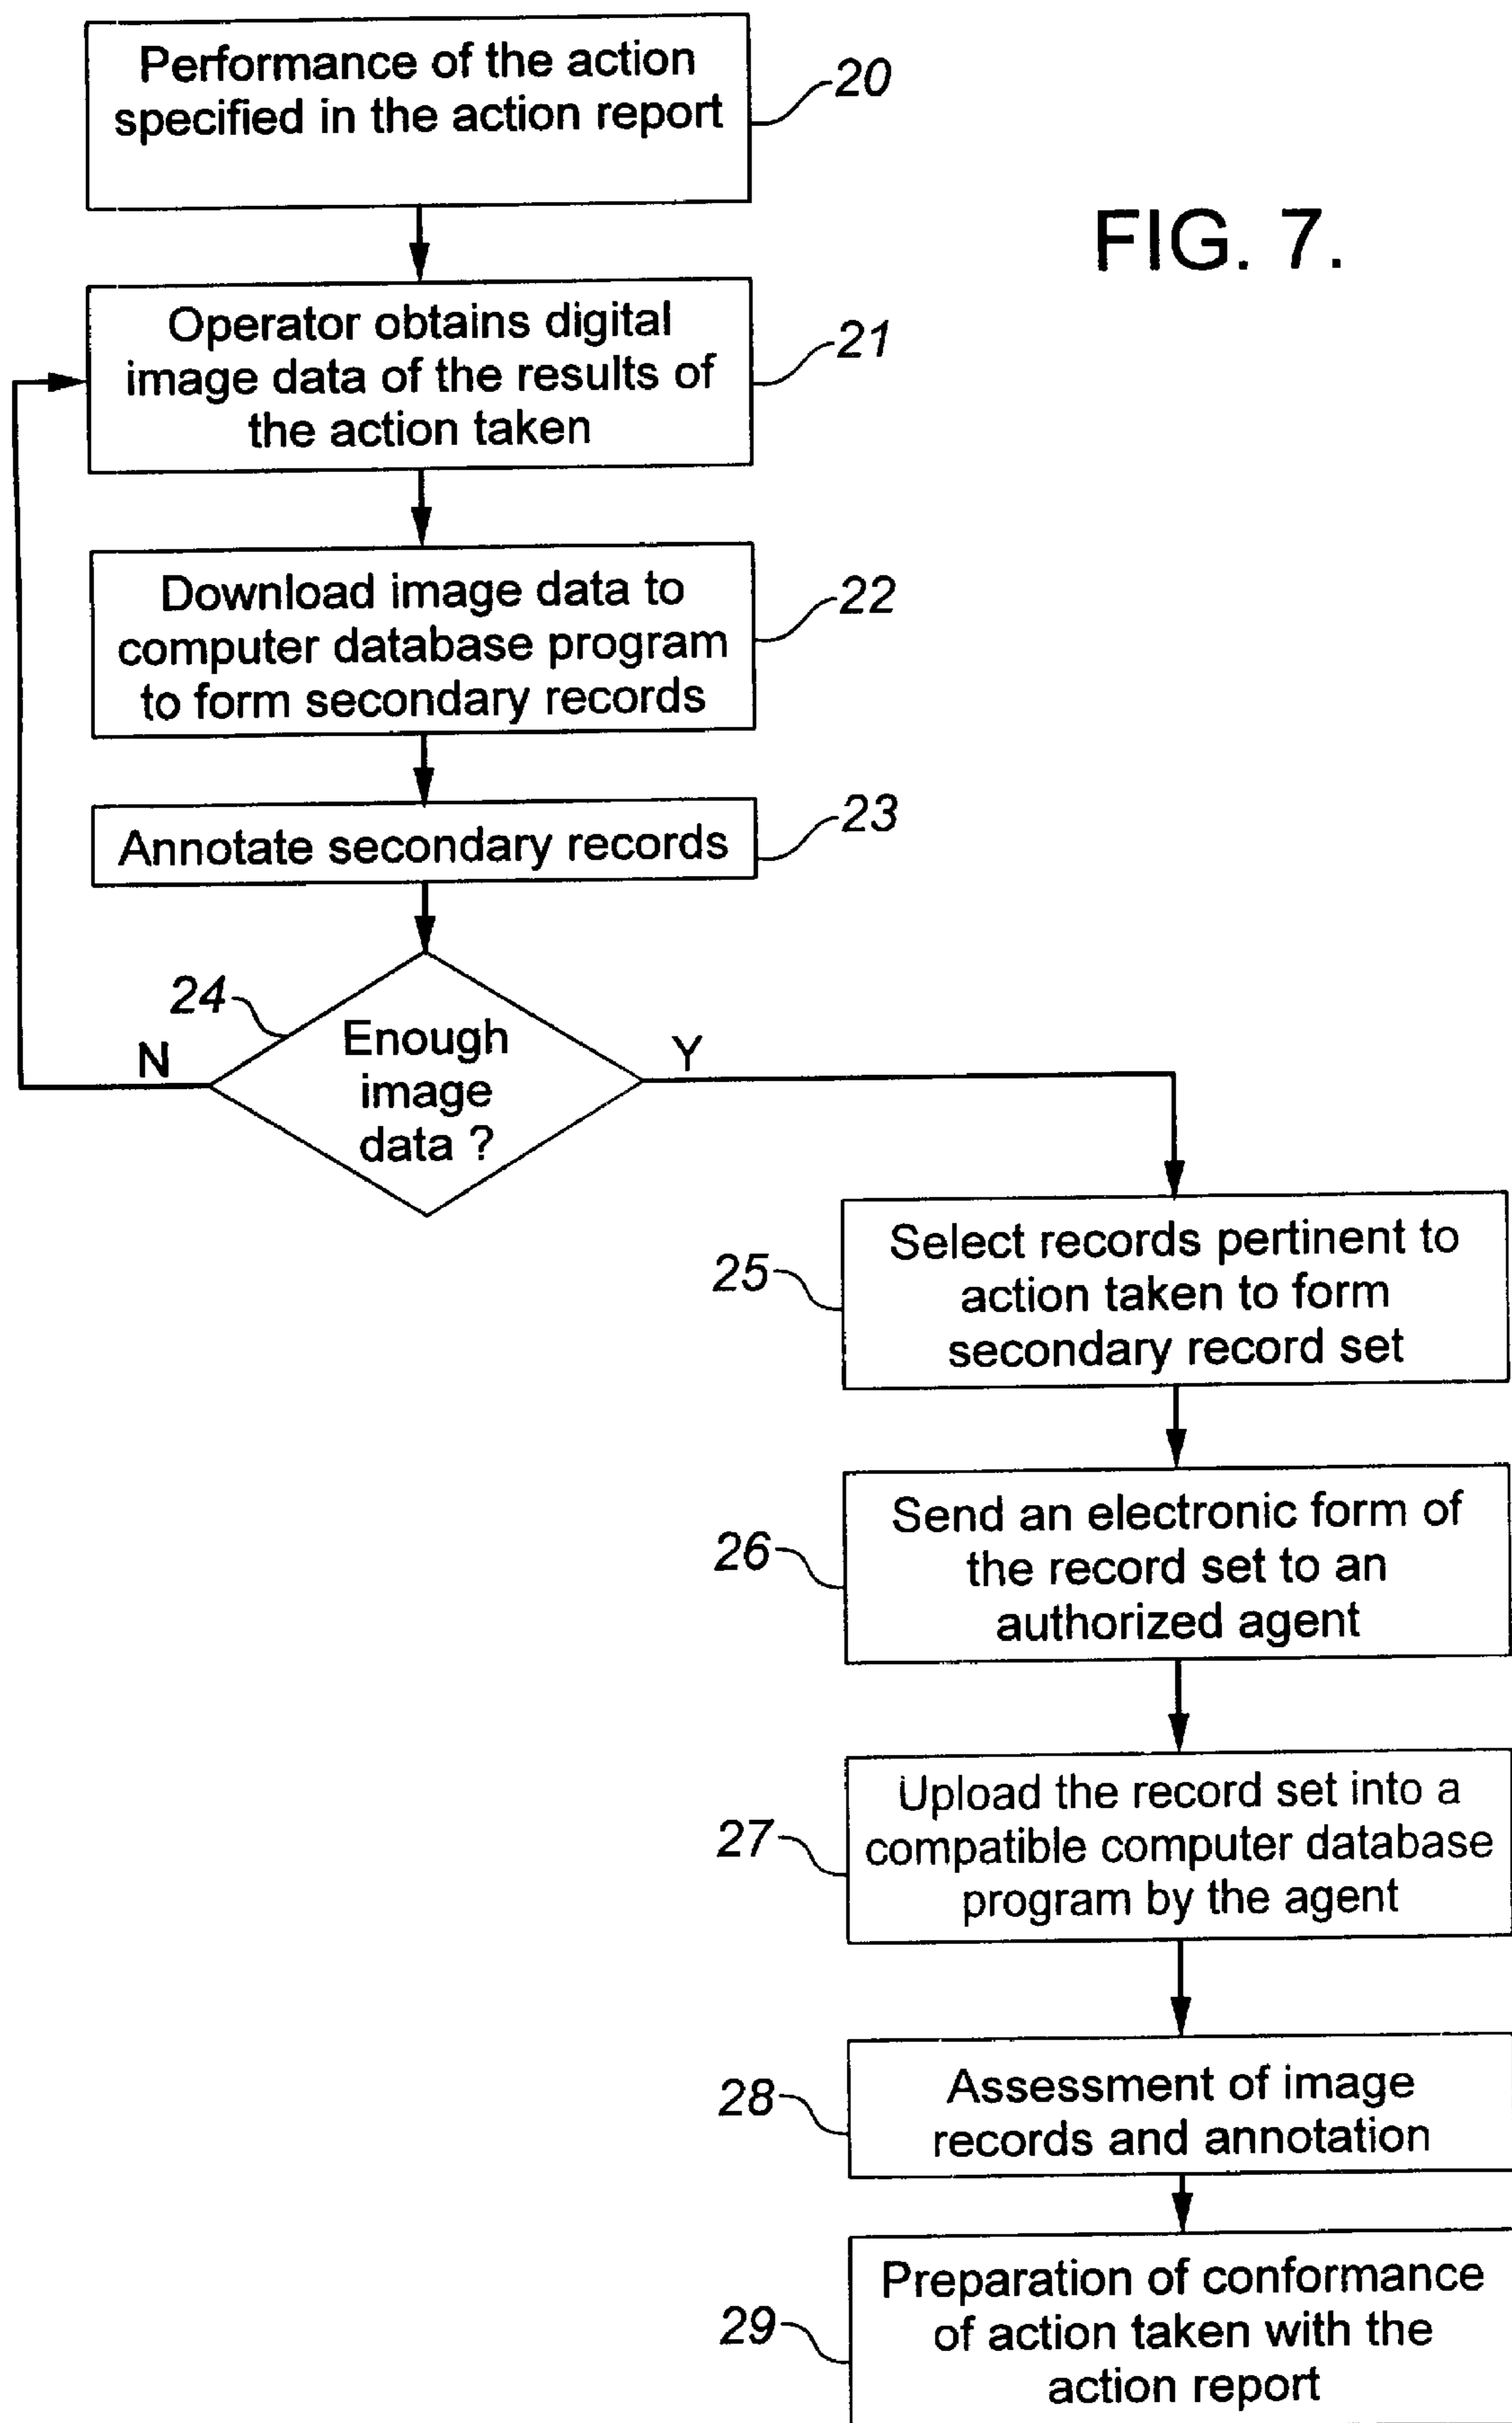 Performance of the action
specified in the action report
20
FIG. 7.
Operator obtains digital
image data of the results of
the action taken
21
Download image data to
computer database program
to form secondary records
22
Annotate secondary records
23
24
Enough
image
data ?
N
Y
Select records pertinent to
action taken to form
secondary record set
25
Send an electronic form of
the record set to an
authorized agent
26
Upload the record set into a
compatible computer database
program by the agent
27
Assessment of image
records and annotation
28
Preparation of conformance
of action taken with the
action report
29